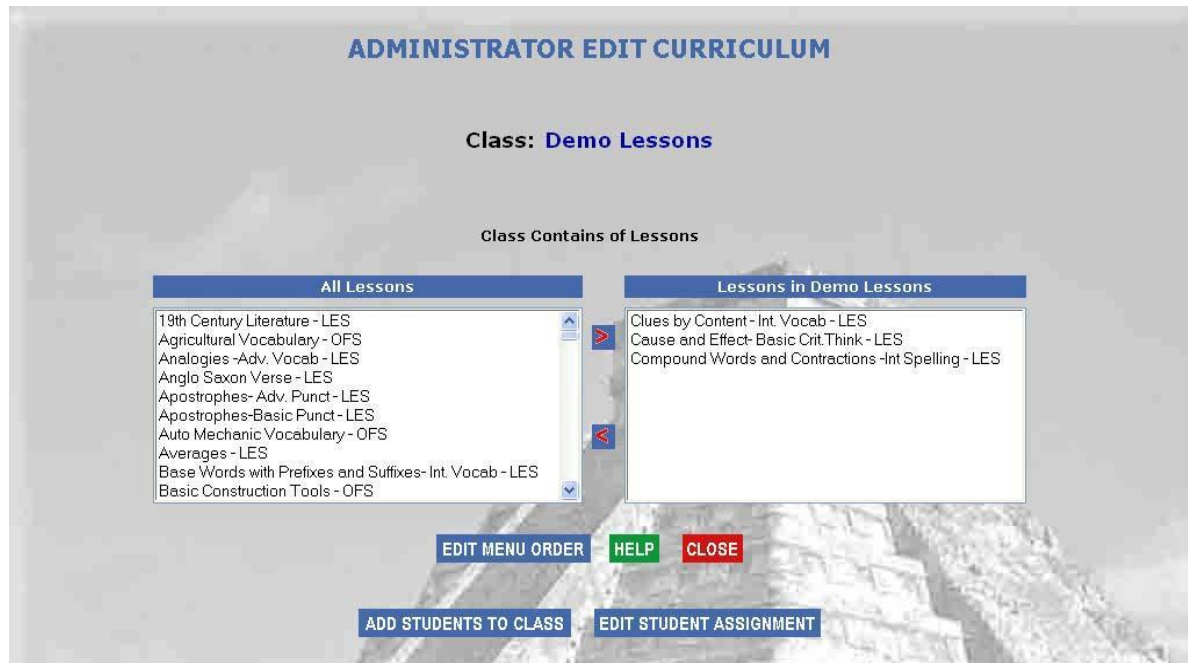 ADMINISTRATOR EDIT CURRICULUM
Class: Demo Lessons
Class Contains of Lessons
All Lessons
19th Century Literature - LES
Agricultural Vocabulary - OFS
Analogies -Adv. Vocab - LES
Anglo Saxon Verse - LES
Apostrophes- Adv. Punct - LES
Apostrophes-Basic Punct - LES
Auto Mechanic Vocabulary - OFS
Averages - LES
Base Words with Prefixes and Suffixes- Int. Vocab - LES
Basic Construction Tools - OFS
>
<
Lessons in Demo Lessons
Clues by Content - Int. Vocab - LES
Cause and Effect- Basic Crit.Think - LES
Compound Words and Contractions -Int Spelling - LES
EDIT MENU ORDER HELP CLOSE
ADD STUDENTS TO CLASS EDIT STUDENT ASSIGNMENT